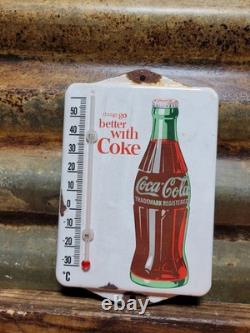 things go
better
with
Coke
50
40
30
20
10
0
-10
-20
-30
°C
Coca-Cola
TRADEMARK REGISTERED